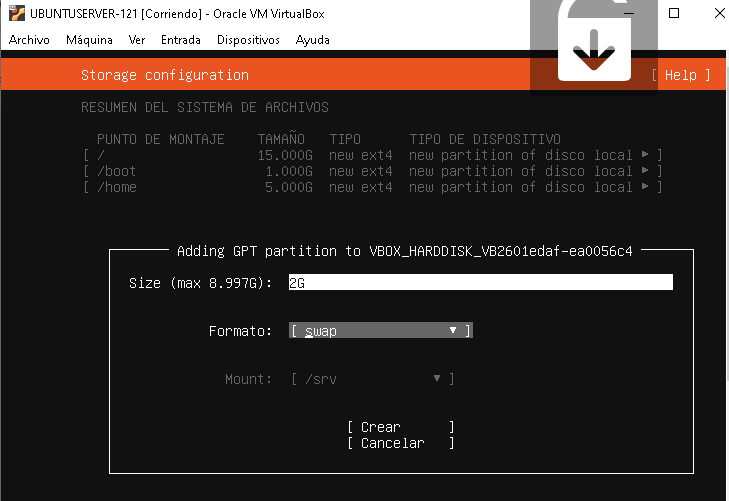 UBUNTUSERVER-121 [Corriendo] - Oracle VM VirtualBox
Archivo Máquina Ver Entrada Dispositivos Ayuda
Storage configuration [ Help ]
RESUMEN DEL SISTEMA DE ARCHIVOS
PUNTO DE MONTAJE TAMAÑO TIPO TIPO DE DISPOSITIVO
[ / 15.000G new ext4 new partition of disco local ▸ ]
[ /boot 1.000G new ext4 new partition of disco local ▸ ]
[ /home 5.000G new ext4 new partition of disco local ▸ ]
Adding GPT partition to VBOX_HARDDISK_VB2601edaf-ea0056c4
Size (max 8.997G): 2G
Formato: [ swap ▾ ]
Mount: [ /srv ▾ ]
[ Crear ]
[ Cancelar ]